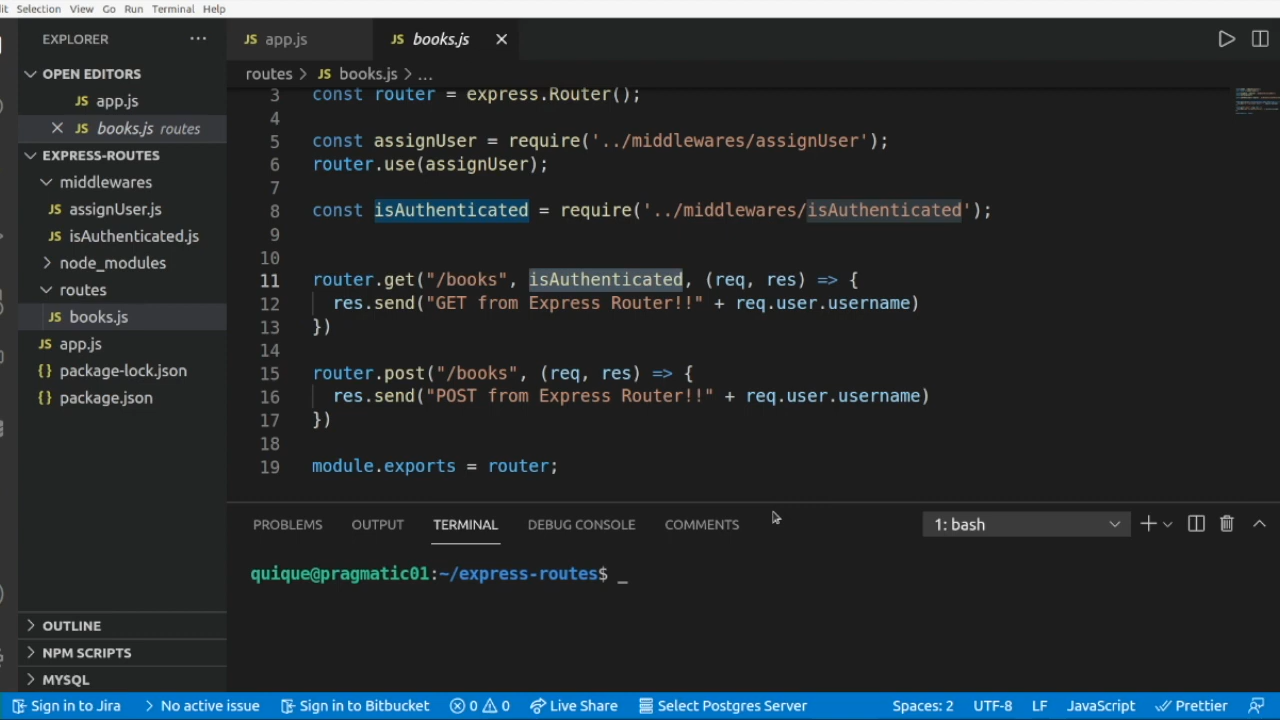 it Selection View Go Run Terminal Help
EXPLORER ...
OPEN EDITORS
JS app.js
JS books.js routes
EXPRESS-ROUTES
middlewares
JS assignUser.js
JS isAuthenticated.js
node_modules
routes
JS books.js
JS app.js
{} package-lock.json
{} package.json
OUTLINE
NPM SCRIPTS
MYSQL
JS app.js JS books.js
routes > JS books.js > ...
3 const router = express.Router();
4
5 const assignUser = require('../middlewares/assignUser');
6 router.use(assignUser);
7
8 const isAuthenticated = require('../middlewares/isAuthenticated');
9
10
11 router.get("/books", isAuthenticated, (req, res) => {
12 res.send("GET from Express Router!!" + req.user.username)
13 })
14
15 router.post("/books", (req, res) => {
16 res.send("POST from Express Router!!" + req.user.username)
17 })
18
19 module.exports = router;
PROBLEMS OUTPUT TERMINAL DEBUG CONSOLE COMMENTS 1: bash
quique@pragmatic01:~/express-routes$ _
Sign in to Jira No active issue Sign in to Bitbucket 0 0 Live Share Select Postgres Server Spaces: 2 UTF-8 LF JavaScript Prettier